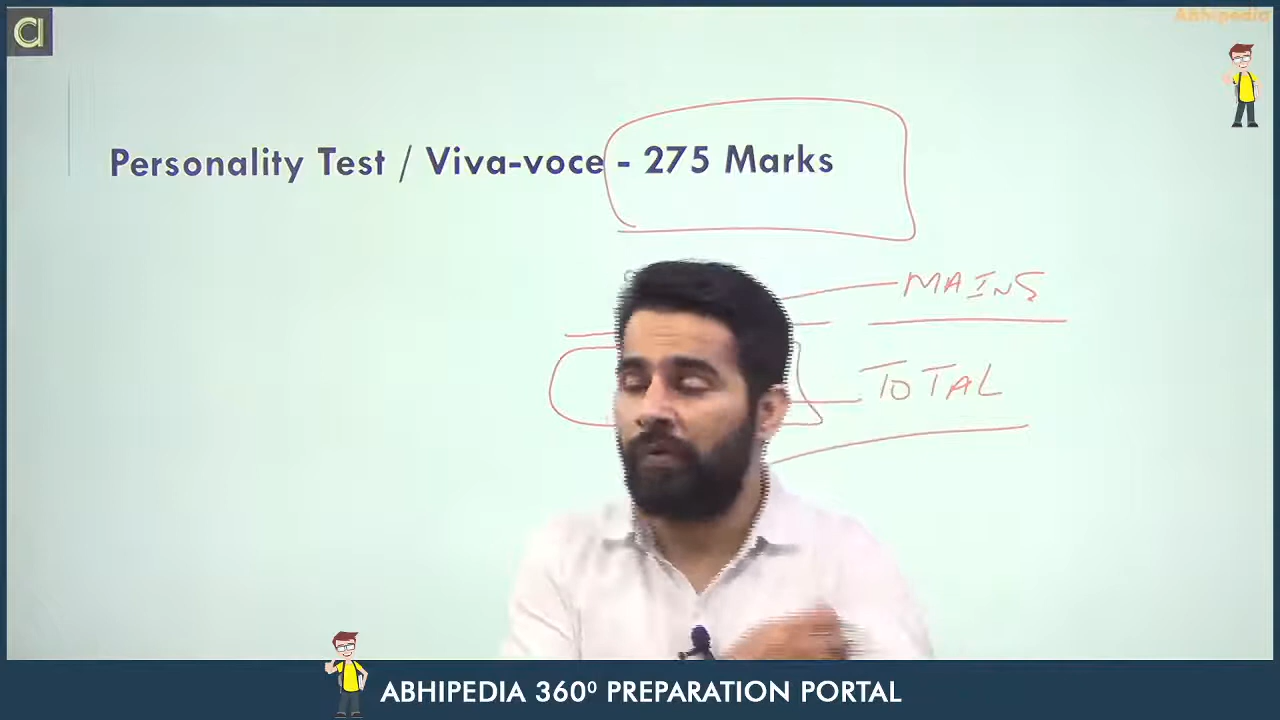 Abhipedia
Personality Test / Viva-voce - 275 Marks
MAINS
TOTAL
ABHIPEDIA 360⁰ PREPARATION PORTAL